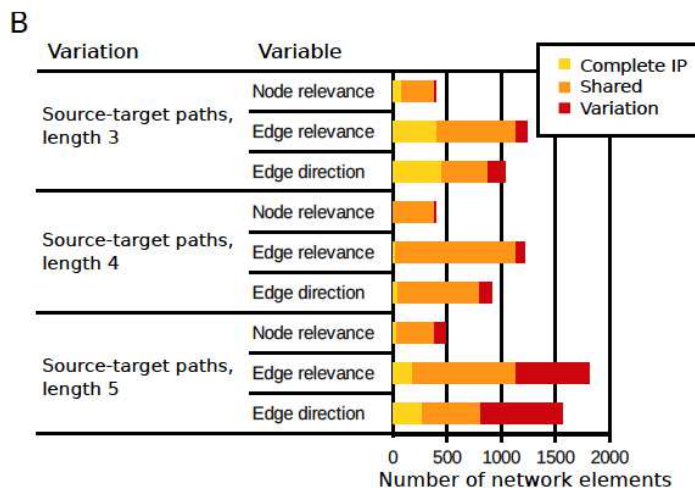 B
Variation Variable
Complete IP
Shared
Variation
Source-target paths,
length 3
Node relevance
Edge relevance
Edge direction
Source-target paths,
length 4
Node relevance
Edge relevance
Edge direction
Source-target paths,
length 5
Node relevance
Edge relevance
Edge direction
0 500 1000 1500 2000
Number of network elements